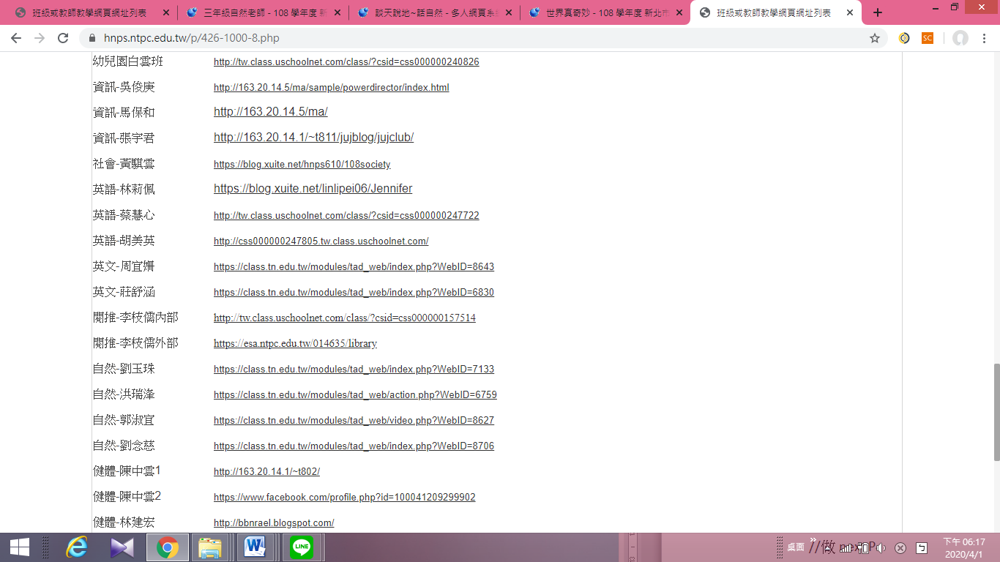 班級或教師教學網頁網址列表
三年級自然老師 - 108 學年度 新
談天說地~話自然 - 多人網頁系
世界真奇妙 - 108 學年度 新北市
班級或教師教學網頁網址列表
hnps.ntpc.edu.tw/p/426-1000-8.php
SC
幼兒園白雲班 http://tw.class.uschoolnet.com/class/?csid=css000000240826
資訊-吳俊庚 http://163.20.14.5/ma/sample/powerdirector/index.html
資訊-馬保和 http://163.20.14.5/ma/
資訊-張宇君 http://163.20.14.1/~t811/jujblog/jujclub/
社會-黃騏雲 https://blog.xuite.net/hnps610/108society
英語-林莉佩 https://blog.xuite.net/linlipei06/Jennifer
英語-蔡慧心 http://tw.class.uschoolnet.com/class/?csid=css000000247722
英語-胡美英 http://css000000247805.tw.class.uschoolnet.com/
英文-周宜姍 https://class.tn.edu.tw/modules/tad_web/index.php?WebID=8643
英文-莊舒涵 https://class.tn.edu.tw/modules/tad_web/index.php?WebID=6830
閱推-李枝儒內部 http://tw.class.uschoolnet.com/class/?csid=css000000157514
閱推-李枝儒外部 https://esa.ntpc.edu.tw/014635/library
自然-劉玉珠 https://class.tn.edu.tw/modules/tad_web/index.php?WebID=7133
自然-洪瑞漨 https://class.tn.edu.tw/modules/tad_web/action.php?WebID=6759
自然-郭淑宜 https://class.tn.edu.tw/modules/tad_web/video.php?WebID=8627
自然-劉念慈 https://class.tn.edu.tw/modules/tad_web/index.php?WebID=8706
健體-陳中雲1 http://163.20.14.1/~t802/
健體-陳中雲2 https://www.facebook.com/profile.php?id=100041209299902
健體-林建宏 http://bbnrael.blogspot.com/
LINE
桌面
下午 06:17
2020/4/1